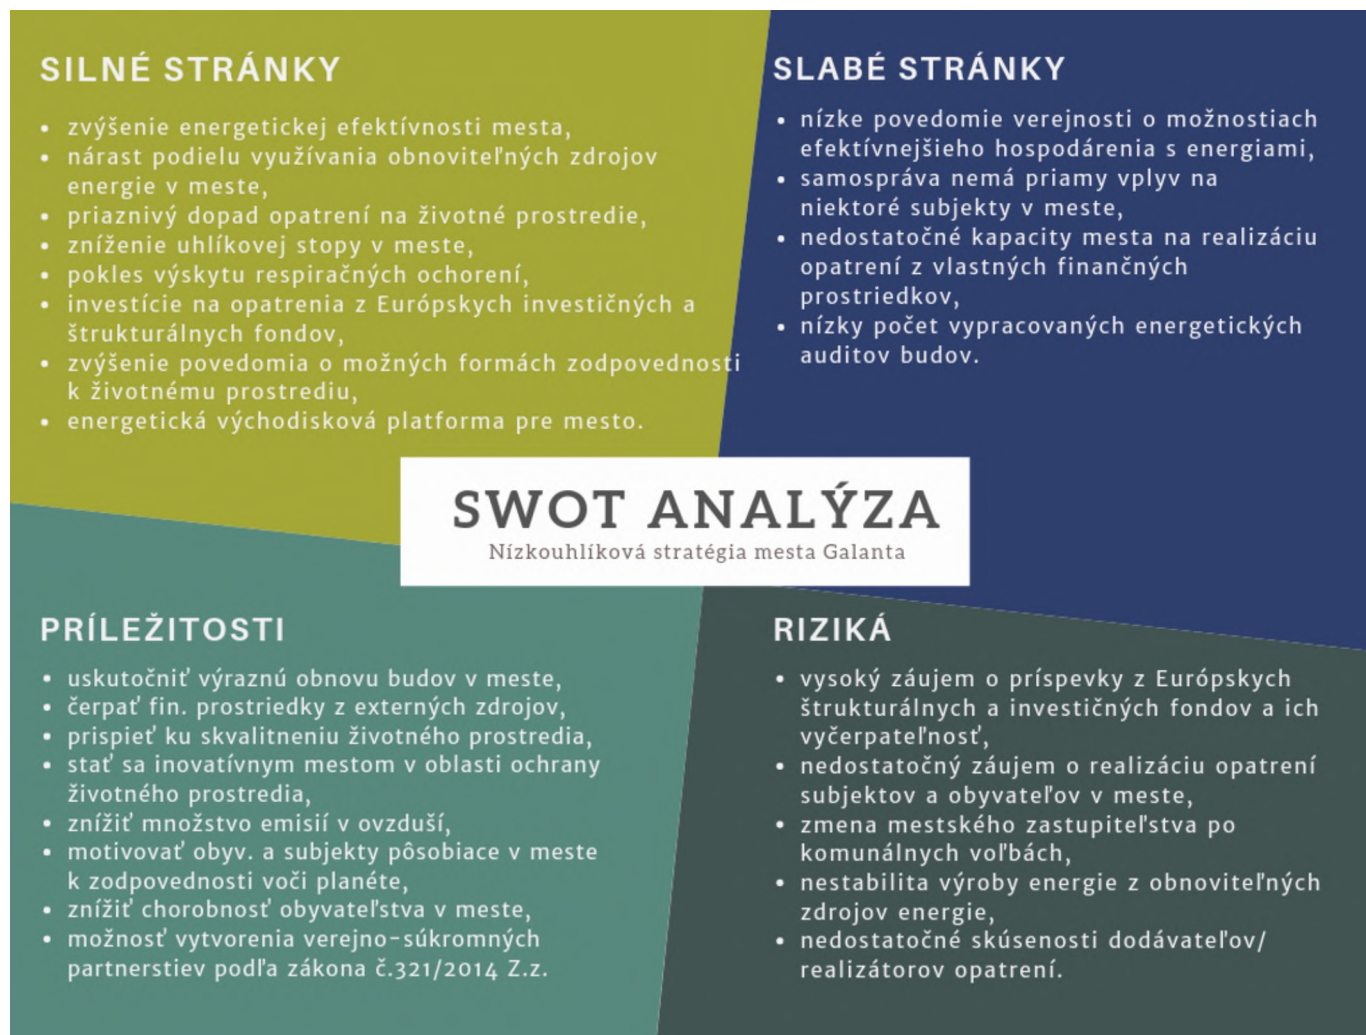 SILNÉ STRÁNKY
• zvýšenie energetickej efektívnosti mesta,
• nárast podielu využívania obnoviteľných zdrojov
energie v meste,
• priaznivý dopad opatrení na životné prostredie,
• zníženie uhlíkovej stopy v meste,
• pokles výskytu respiračných ochorení,
• investície na opatrenia z Európskych investičných a
štrukturálnych fondov,
• zvýšenie povedomia o možných formách zodpovednosti
k životnému prostrediu,
• energetická východisková platforma pre mesto.
SLABÉ STRÁNKY
• nízke povedomie verejnosti o možnostiach
efektívnejšieho hospodárenia s energiami,
• samospráva nemá priamy vplyv na
niektoré subjekty v meste,
• nedostatočné kapacity mesta na realizáciu
opatrení z vlastných finančných
prostriedkov,
• nízky počet vypracovaných energetických
auditov budov.
SWOT ANALÝZA
Nízkouhlíková stratégia mesta Galanta
PRÍLEŽITOSTI
• uskutočniť výraznú obnovu budov v meste,
• čerpať fin. prostriedky z externých zdrojov,
• prispieť ku skvalitneniu životného prostredia,
• stať sa inovatívnym mestom v oblasti ochrany
životného prostredia,
• znížiť množstvo emisií v ovzduší,
• motivovať obyv. a subjekty pôsobiace v meste
k zodpovednosti voči planéte,
• znížiť chorobnosť obyvateľstva v meste,
• možnosť vytvorenia verejno-súkromných
partnerstiev podľa zákona č.321/2014 Z.z.
RIZIKÁ
• vysoký záujem o príspevky z Európskych
štrukturálnych a investičných fondov a ich
vyčerpateľnosť,
• nedostatočný záujem o realizáciu opatrení
subjektov a obyvateľov v meste,
• zmena mestského zastupiteľstva po
komunálnych voľbách,
• nestabilita výroby energie z obnoviteľných
zdrojov energie,
• nedostatočné skúsenosti dodávateľov/
realizátorov opatrení.